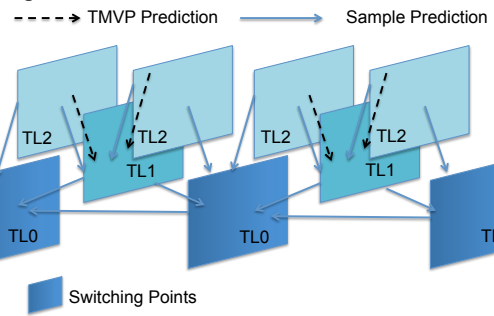 TMVP Prediction
Sample Prediction
TL2
TL2
TL2
TL2
TL1
TL1
TL0
TL0
Switching Points